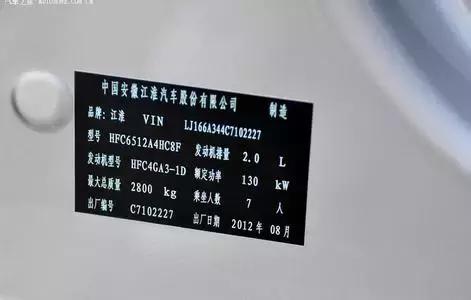 中国安徽江淮汽车股份有限公司 制造
品牌:江淮 VIN LJ166A344C7102227
型号 HFC6512A4HC8F 发动机排量 2.0 L
发动机型号 HFC4GA3-1D 额定功率 130 kW
最大总质量 2800 kg 乘坐人数 7 人
出厂编号 C7102227 出厂日期 2012年 08月